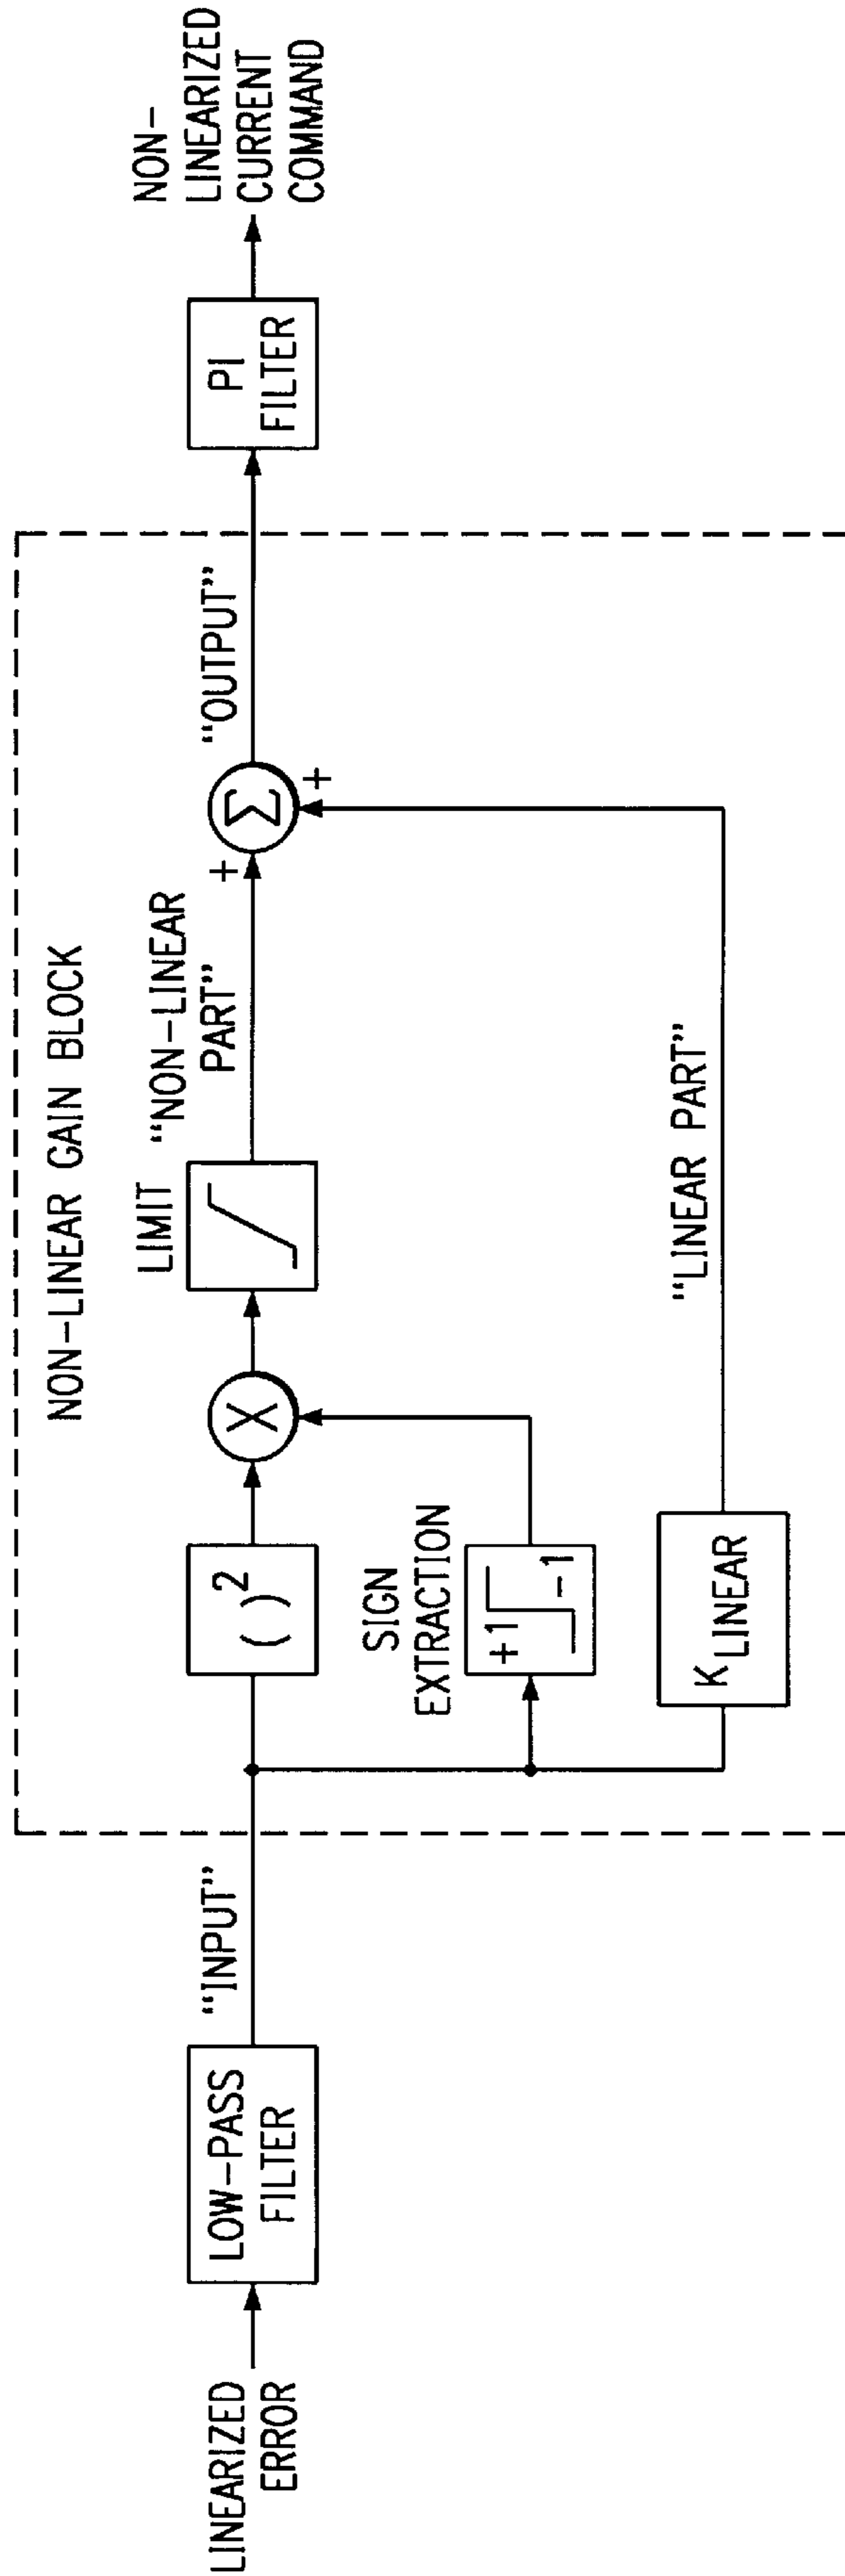 NON-LINEAR GAIN BLOCK
LINEARIZED
ERROR
LOW-PASS
FILTER
“INPUT”
( )²
SIGN
EXTRACTION
+1
-1
K LINEAR
X
LIMIT
“NON-LINEAR
PART”
“LINEAR PART”
+
Σ
+
“OUTPUT”
PI
FILTER
NON-
LINEARIZED
CURRENT
COMMAND